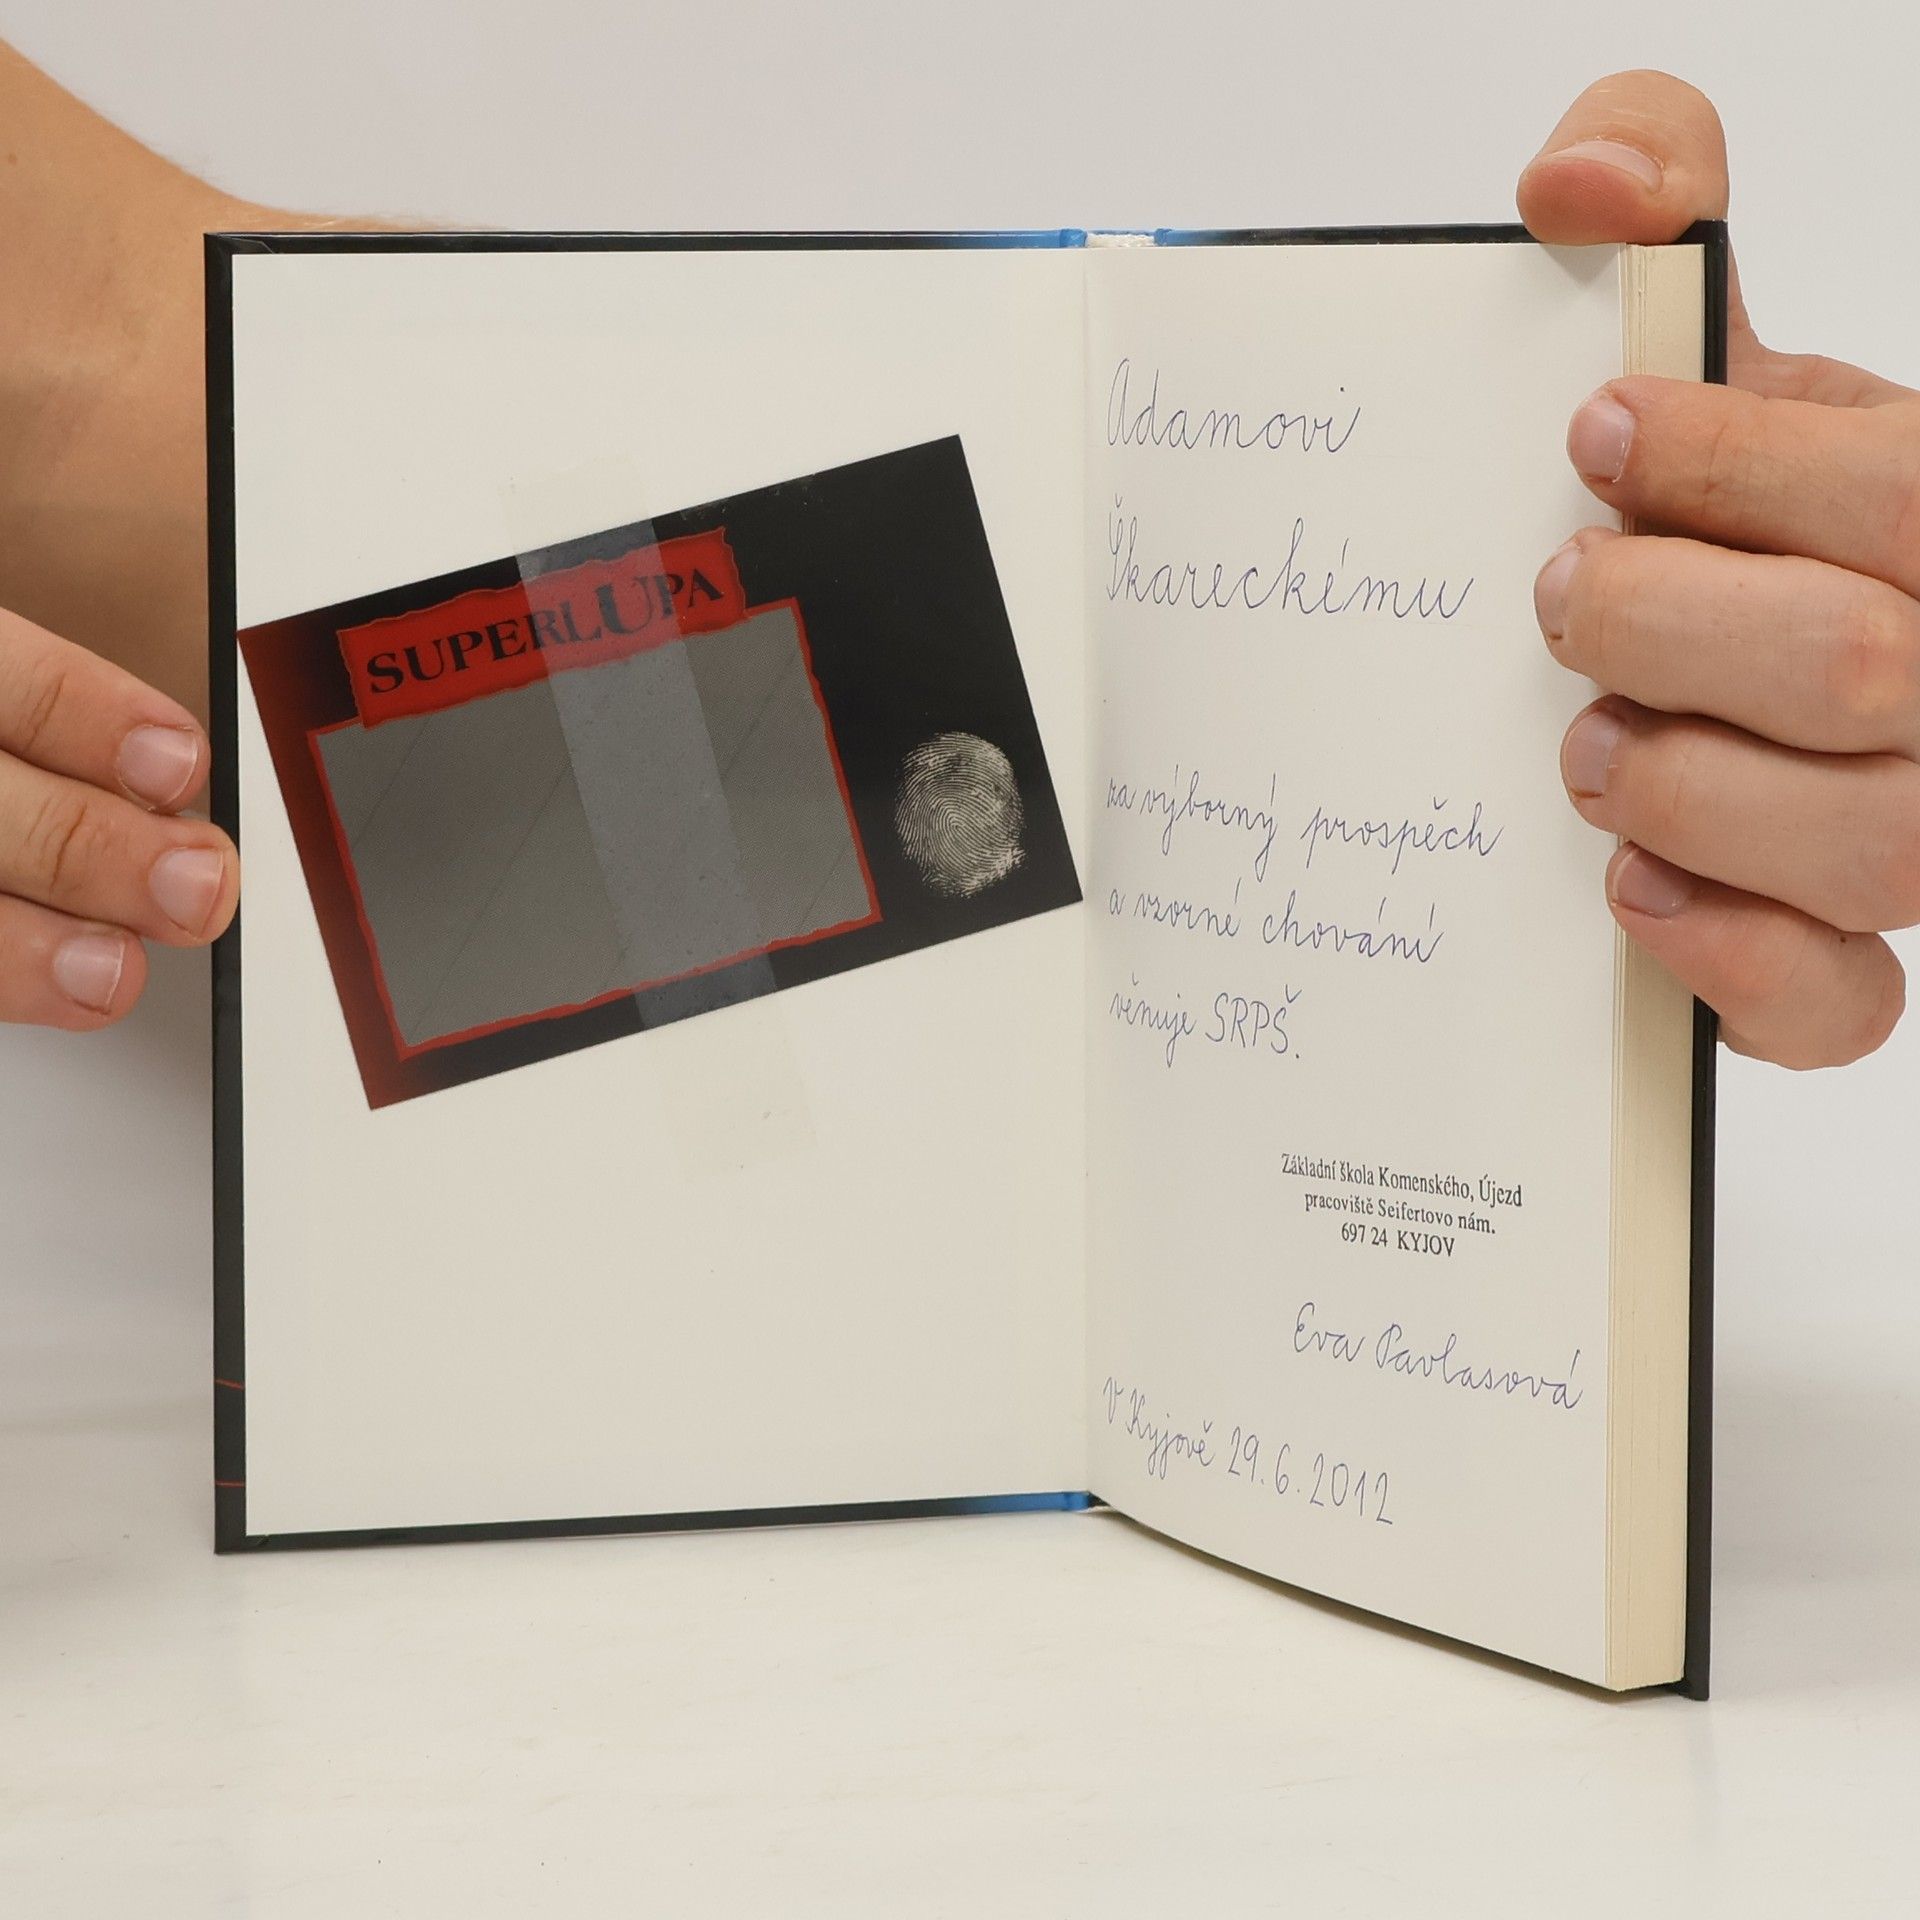 SUPERLUPA
Adamovi
Škareckému
za výborný prospěch
a vzorné chování
věnuje SRPŠ.
Základní škola Komenského, Újezd
pracoviště Seifertovo nám.
697 24 KYJOV
Eva Pavlasová
V Kyjově 29.6.2012